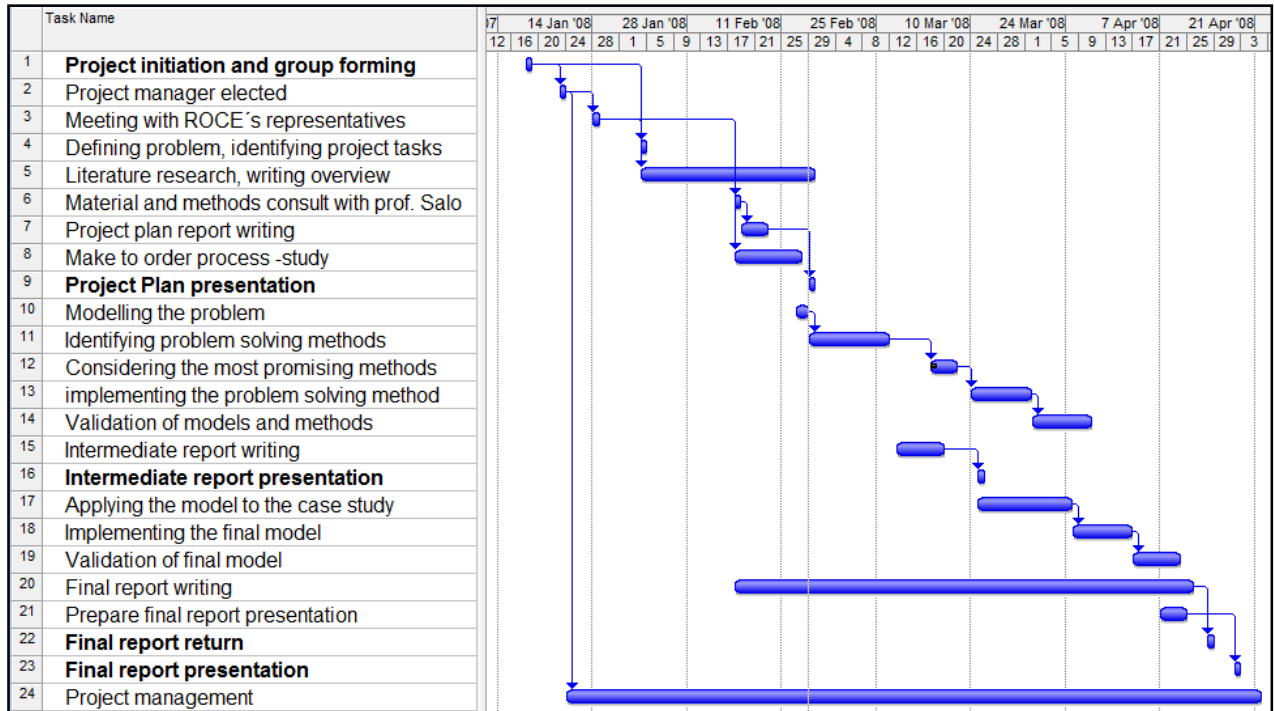 Task Name
07 14 Jan '08 28 Jan '08 11 Feb '08 25 Feb '08 10 Mar '08 24 Mar '08 7 Apr '08 21 Apr '08
12 16 20 24 28 1 5 9 13 17 21 25 29 4 8 12 16 20 24 28 1 5 9 13 17 21 25 29 3
1 Project initiation and group forming
2 Project manager elected
3 Meeting with ROCE´s representatives
4 Defining problem, identifying project tasks
5 Literature research, writing overview
6 Material and methods consult with prof. Salo
7 Project plan report writing
8 Make to order process -study
9 Project Plan presentation
10 Modelling the problem
11 Identifying problem solving methods
12 Considering the most promising methods
13 implementing the problem solving method
14 Validation of models and methods
15 Intermediate report writing
16 Intermediate report presentation
17 Applying the model to the case study
18 Implementing the final model
19 Validation of final model
20 Final report writing
21 Prepare final report presentation
22 Final report return
23 Final report presentation
24 Project management